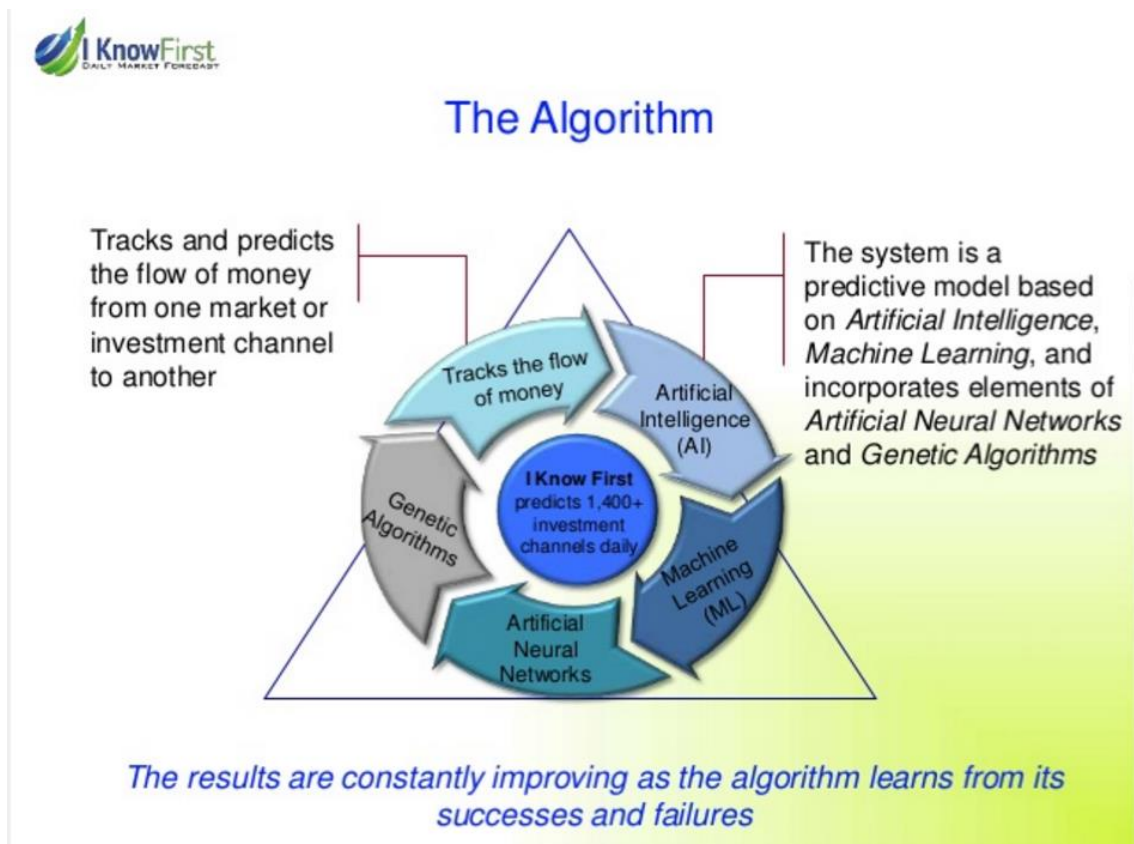 I KnowFirst
DAILY MARKET FORECAST
The Algorithm
Tracks and predicts
the flow of money
from one market or
investment channel
to another
The system is a
predictive model based
on Artificial Intelligence,
Machine Learning, and
incorporates elements of
Artificial Neural Networks
and Genetic Algorithms
Tracks the flow
of money
Artificial
Intelligence
(AI)
Machine
Learning
(ML)
Artificial
Neural
Networks
Genetic
Algorithms
I Know First
predicts 1,400+
investment
channels daily
The results are constantly improving as the algorithm learns from its
successes and failures